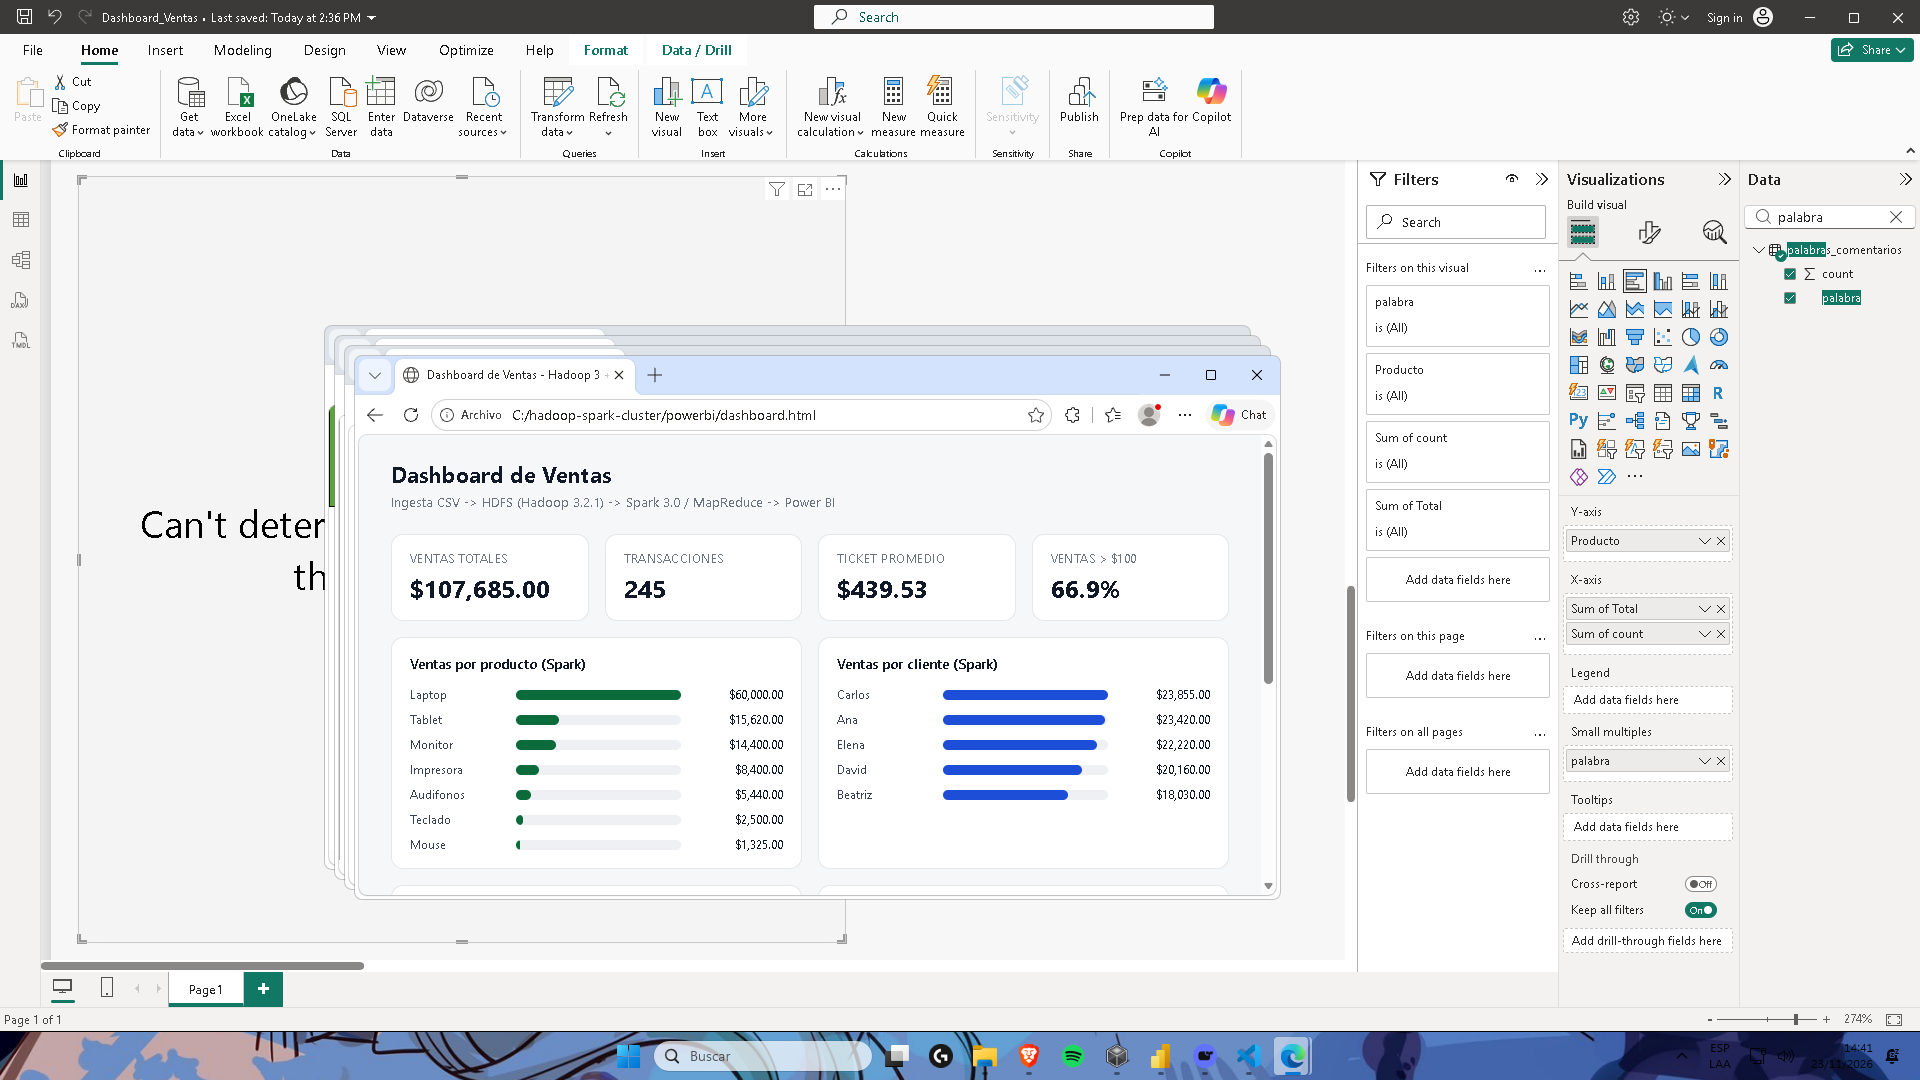 Dashboard_Ventas • Last saved: Today at 2:36 PM
Search
Sign in
File
Home
Insert
Modeling
Design
View
Optimize
Help
Format
Data / Drill
Share
Paste
Cut
Copy
Format painter
Clipboard
Get data
Excel workbook
OneLake catalog
SQL Server
Enter data
Dataverse
Recent sources
Data
Transform data
Refresh
Queries
New visual
Text box
More visuals
Insert
New visual calculation
New measure
Quick measure
Calculations
Sensitivity
Sensitivity
Publish
Share
Prep data for AI
Copilot
Copilot
DAX
TMDL
Can't deter
th
Dashboard de Ventas - Hadoop 3
Archivo
C:/hadoop-spark-cluster/powerbi/dashboard.html
Chat
Dashboard de Ventas
Ingesta CSV -> HDFS (Hadoop 3.2.1) -> Spark 3.0 / MapReduce -> Power BI
VENTAS TOTALES
$107,685.00
TRANSACCIONES
245
TICKET PROMEDIO
$439.53
VENTAS > $100
66.9%
Ventas por producto (Spark)
Laptop $60,000.00
Tablet $15,620.00
Monitor $14,400.00
Impresora $8,400.00
Audifonos $5,440.00
Teclado $2,500.00
Mouse $1,325.00
Ventas por cliente (Spark)
Carlos $23,855.00
Ana $23,420.00
Elena $22,220.00
David $20,160.00
Beatriz $18,030.00
Filters
Search
Filters on this visual
palabra
is (All)
Producto
is (All)
Sum of count
is (All)
Sum of Total
is (All)
Add data fields here
Filters on this page
Add data fields here
Filters on all pages
Add data fields here
Visualizations
Build visual
123
R
Py
Y-axis
Producto
X-axis
Sum of Total
Sum of count
Legend
Add data fields here
Small multiples
palabra
Tooltips
Add data fields here
Drill through
Cross-report
Off
Keep all filters
On
Add drill-through fields here
Data
palabra
palabras_comentarios
count
palabra
Page1
Page 1 of 1
274%
Buscar
ESP
LAA
14:41
23/11/2026